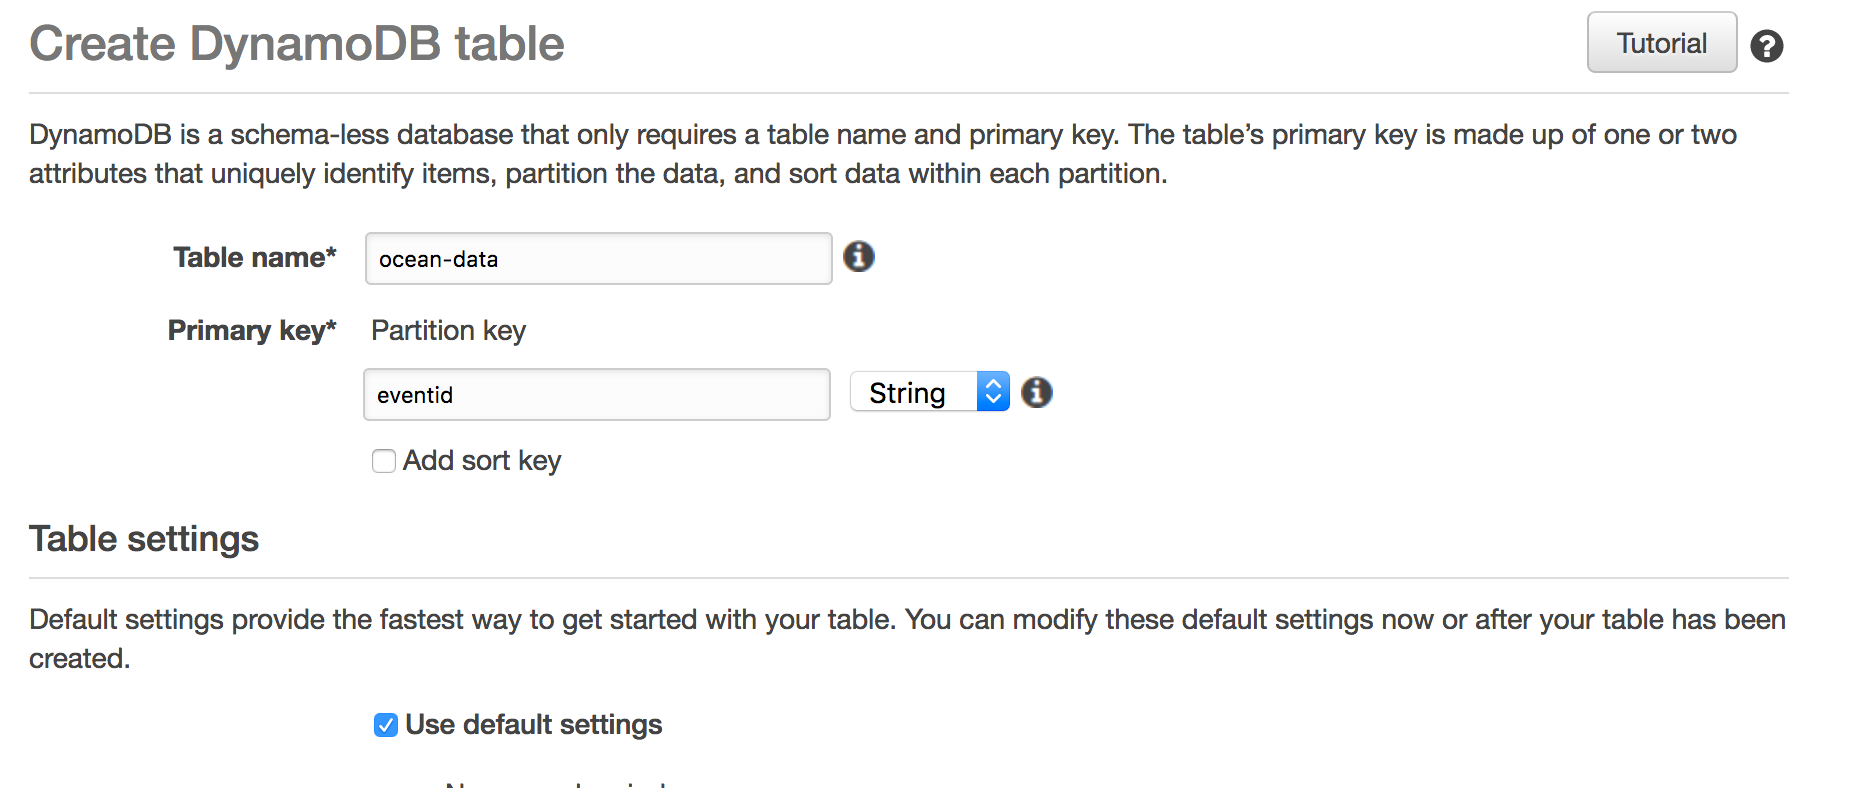 Create DynamoDB table
Tutorial
DynamoDB is a schema-less database that only requires a table name and primary key. The table's primary key is made up of one or two
attributes that uniquely identify items, partition the data, and sort data within each partition.
Table name*
ocean-data
Primary key*
Partition key
eventid
String
Add sort key
Table settings
Default settings provide the fastest way to get started with your table. You can modify these default settings now or after your table has been
created.
Use default settings